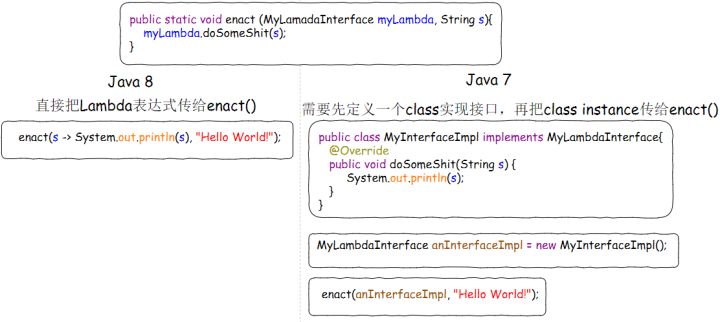 public static void enact (MyLamadaInterface myLambda, String s){
myLambda.doSomeShit(s);
}
Java 8
直接把Lambda表达式传给enact()
enact(s -> System.out.println(s), "Hello World!");
Java 7
需要先定义一个class实现接口，再把class instance传给enact()
public class MyInterfaceImpl implements MyLambdaInterface{
@Override
public void doSomeShit(String s) {
System.out.println(s);
}
}
MyLambdaInterface anInterfaceImpl = new MyInterfaceImpl();
enact(anInterfaceImpl, "Hello World!");